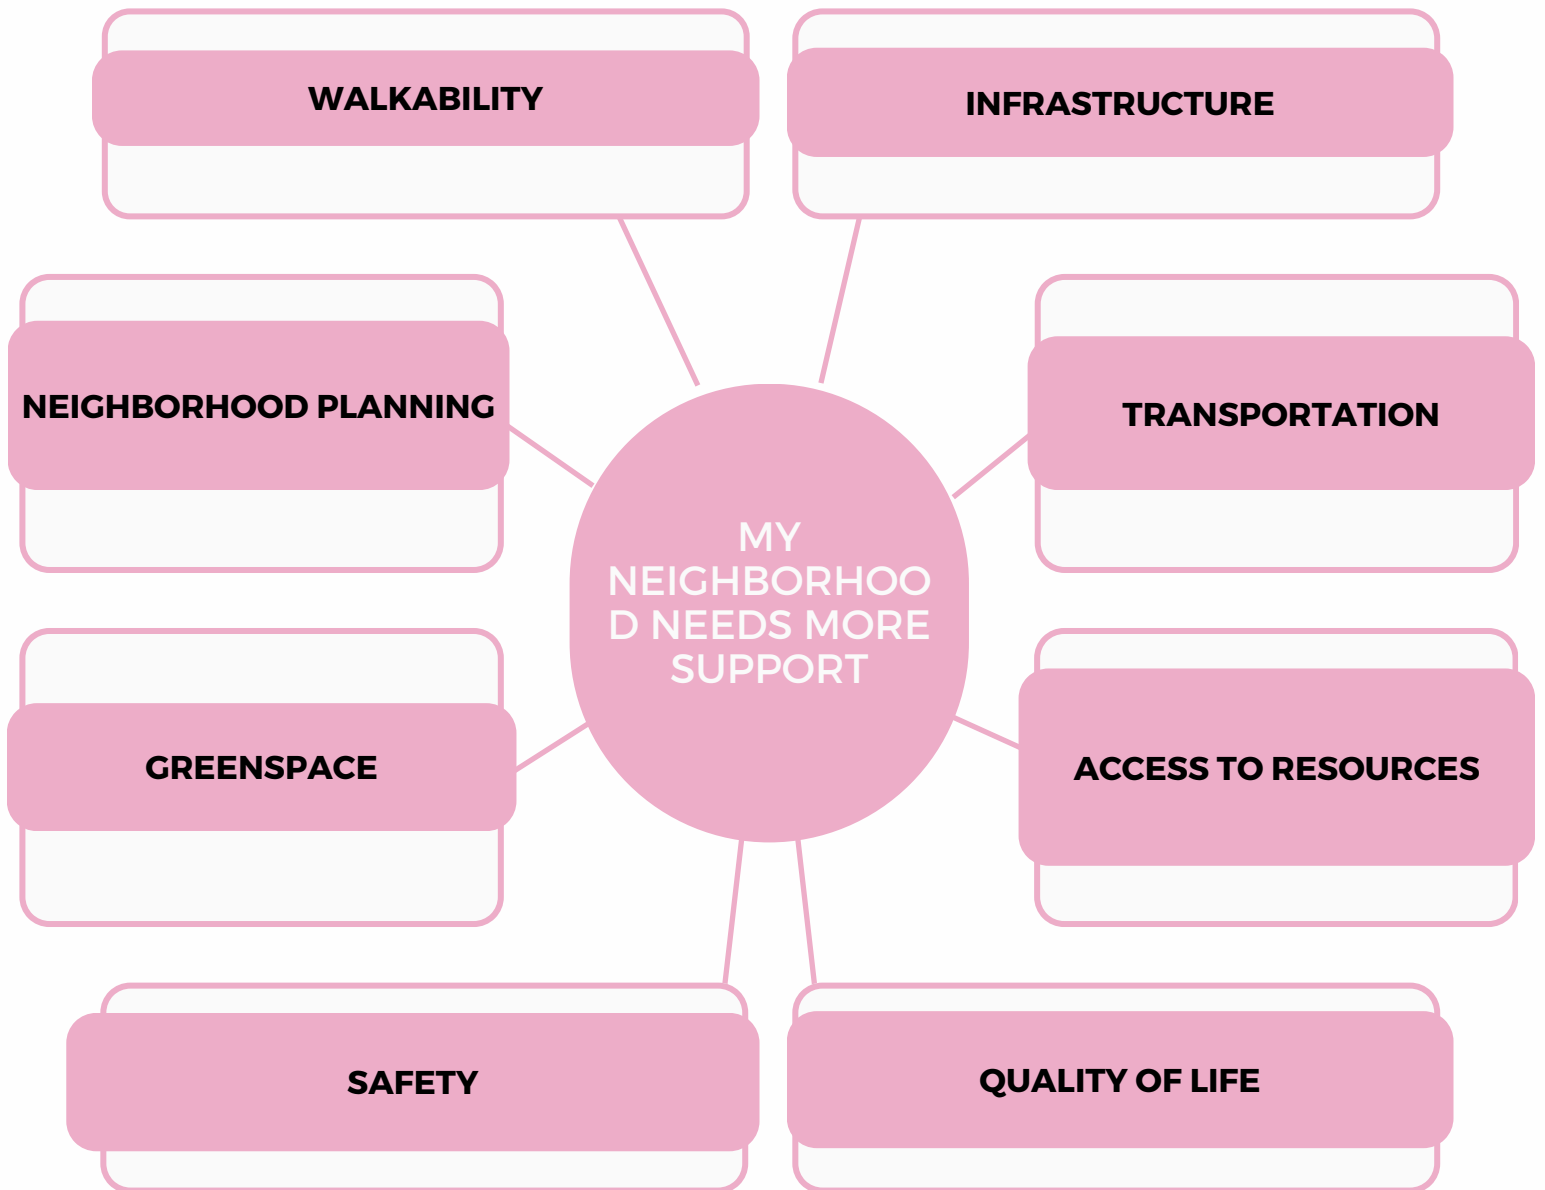 WALKABILITY
INFRASTRUCTURE
NEIGHBORHOOD PLANNING
TRANSPORTATION
MY
NEIGHBORHOO
D NEEDS MORE
SUPPORT
GREENSPACE
ACCESS TO RESOURCES
SAFETY
QUALITY OF LIFE